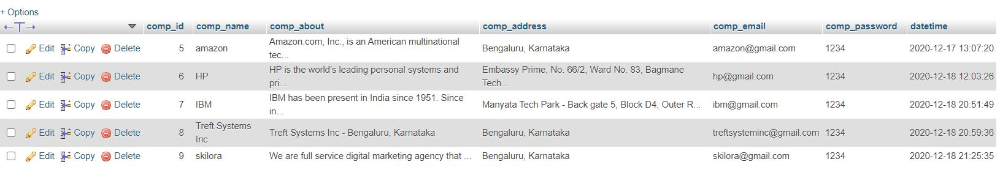 + Options
←T→ comp_id comp_name comp_about comp_address comp_email comp_password datetime
Edit Copy Delete 5 amazon Amazon.com, Inc., is an American multinational tec... Bengaluru, Karnataka amazon@gmail.com 1234 2020-12-17 13:07:20
Edit Copy Delete 6 HP HP is the world’s leading personal systems and pri... Embassy Prime, No. 66/2, Ward No. 83, Bagmane Tech... hp@gmail.com 1234 2020-12-18 12:03:26
Edit Copy Delete 7 IBM IBM has been present in India since 1951. Since in... Manyata Tech Park - Back gate 5, Block D4, Outer R... ibm@gmail.com 1234 2020-12-18 20:51:49
Edit Copy Delete 8 Treft Systems Inc Treft Systems Inc - Bengaluru, Karnataka Bengaluru, Karnataka treftsysteminc@gmail.com 1234 2020-12-18 20:59:36
Edit Copy Delete 9 skilora We are full service digital marketing agency that ... Bengaluru, Karnataka skilora@gmail.com 1234 2020-12-18 21:25:35